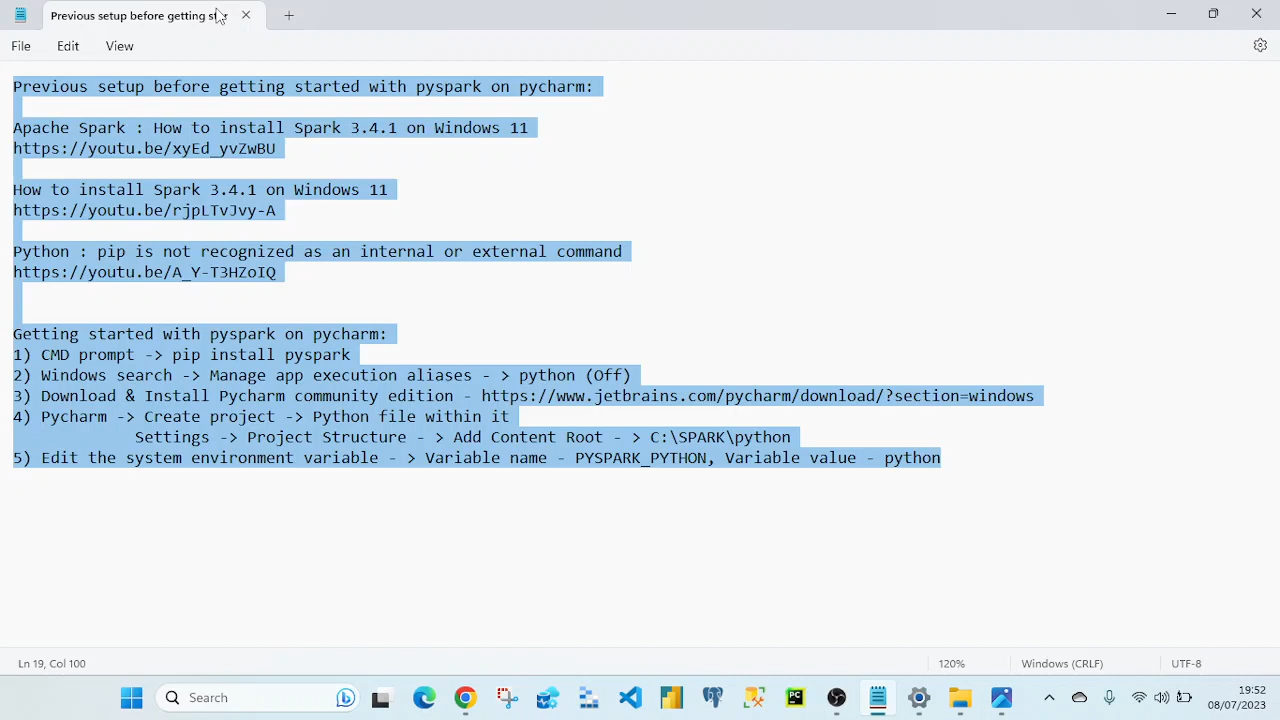 Previous setup before getting st
File
Edit
View
Previous setup before getting started with pyspark on pycharm:
Apache Spark : How to install Spark 3.4.1 on Windows 11
https://youtu.be/xyEd_yvZwBU
How to install Spark 3.4.1 on Windows 11
https://youtu.be/rjpLTvJvy-A
Python : pip is not recognized as an internal or external command
https://youtu.be/A_Y-T3HZoIQ
Getting started with pyspark on pycharm:
1) CMD prompt -> pip install pyspark
2) Windows search -> Manage app execution aliases - > python (Off)
3) Download & Install Pycharm community edition - https://www.jetbrains.com/pycharm/download/?section=windows
4) Pycharm -> Create project -> Python file within it
Settings -> Project Structure - > Add Content Root - > C:\SPARK\python
5) Edit the system environment variable - > Variable name - PYSPARK_PYTHON, Variable value - python
Ln 19, Col 100
120%
Windows (CRLF)
UTF-8
Search
PC
19:52
08/07/2023